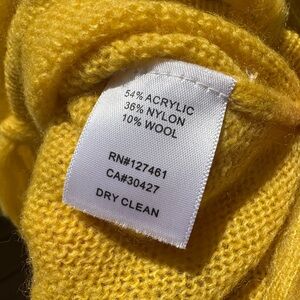 54% ACRYLIC
36% NYLON
10% WOOL
RN#127461
CA#30427
DRY CLEAN